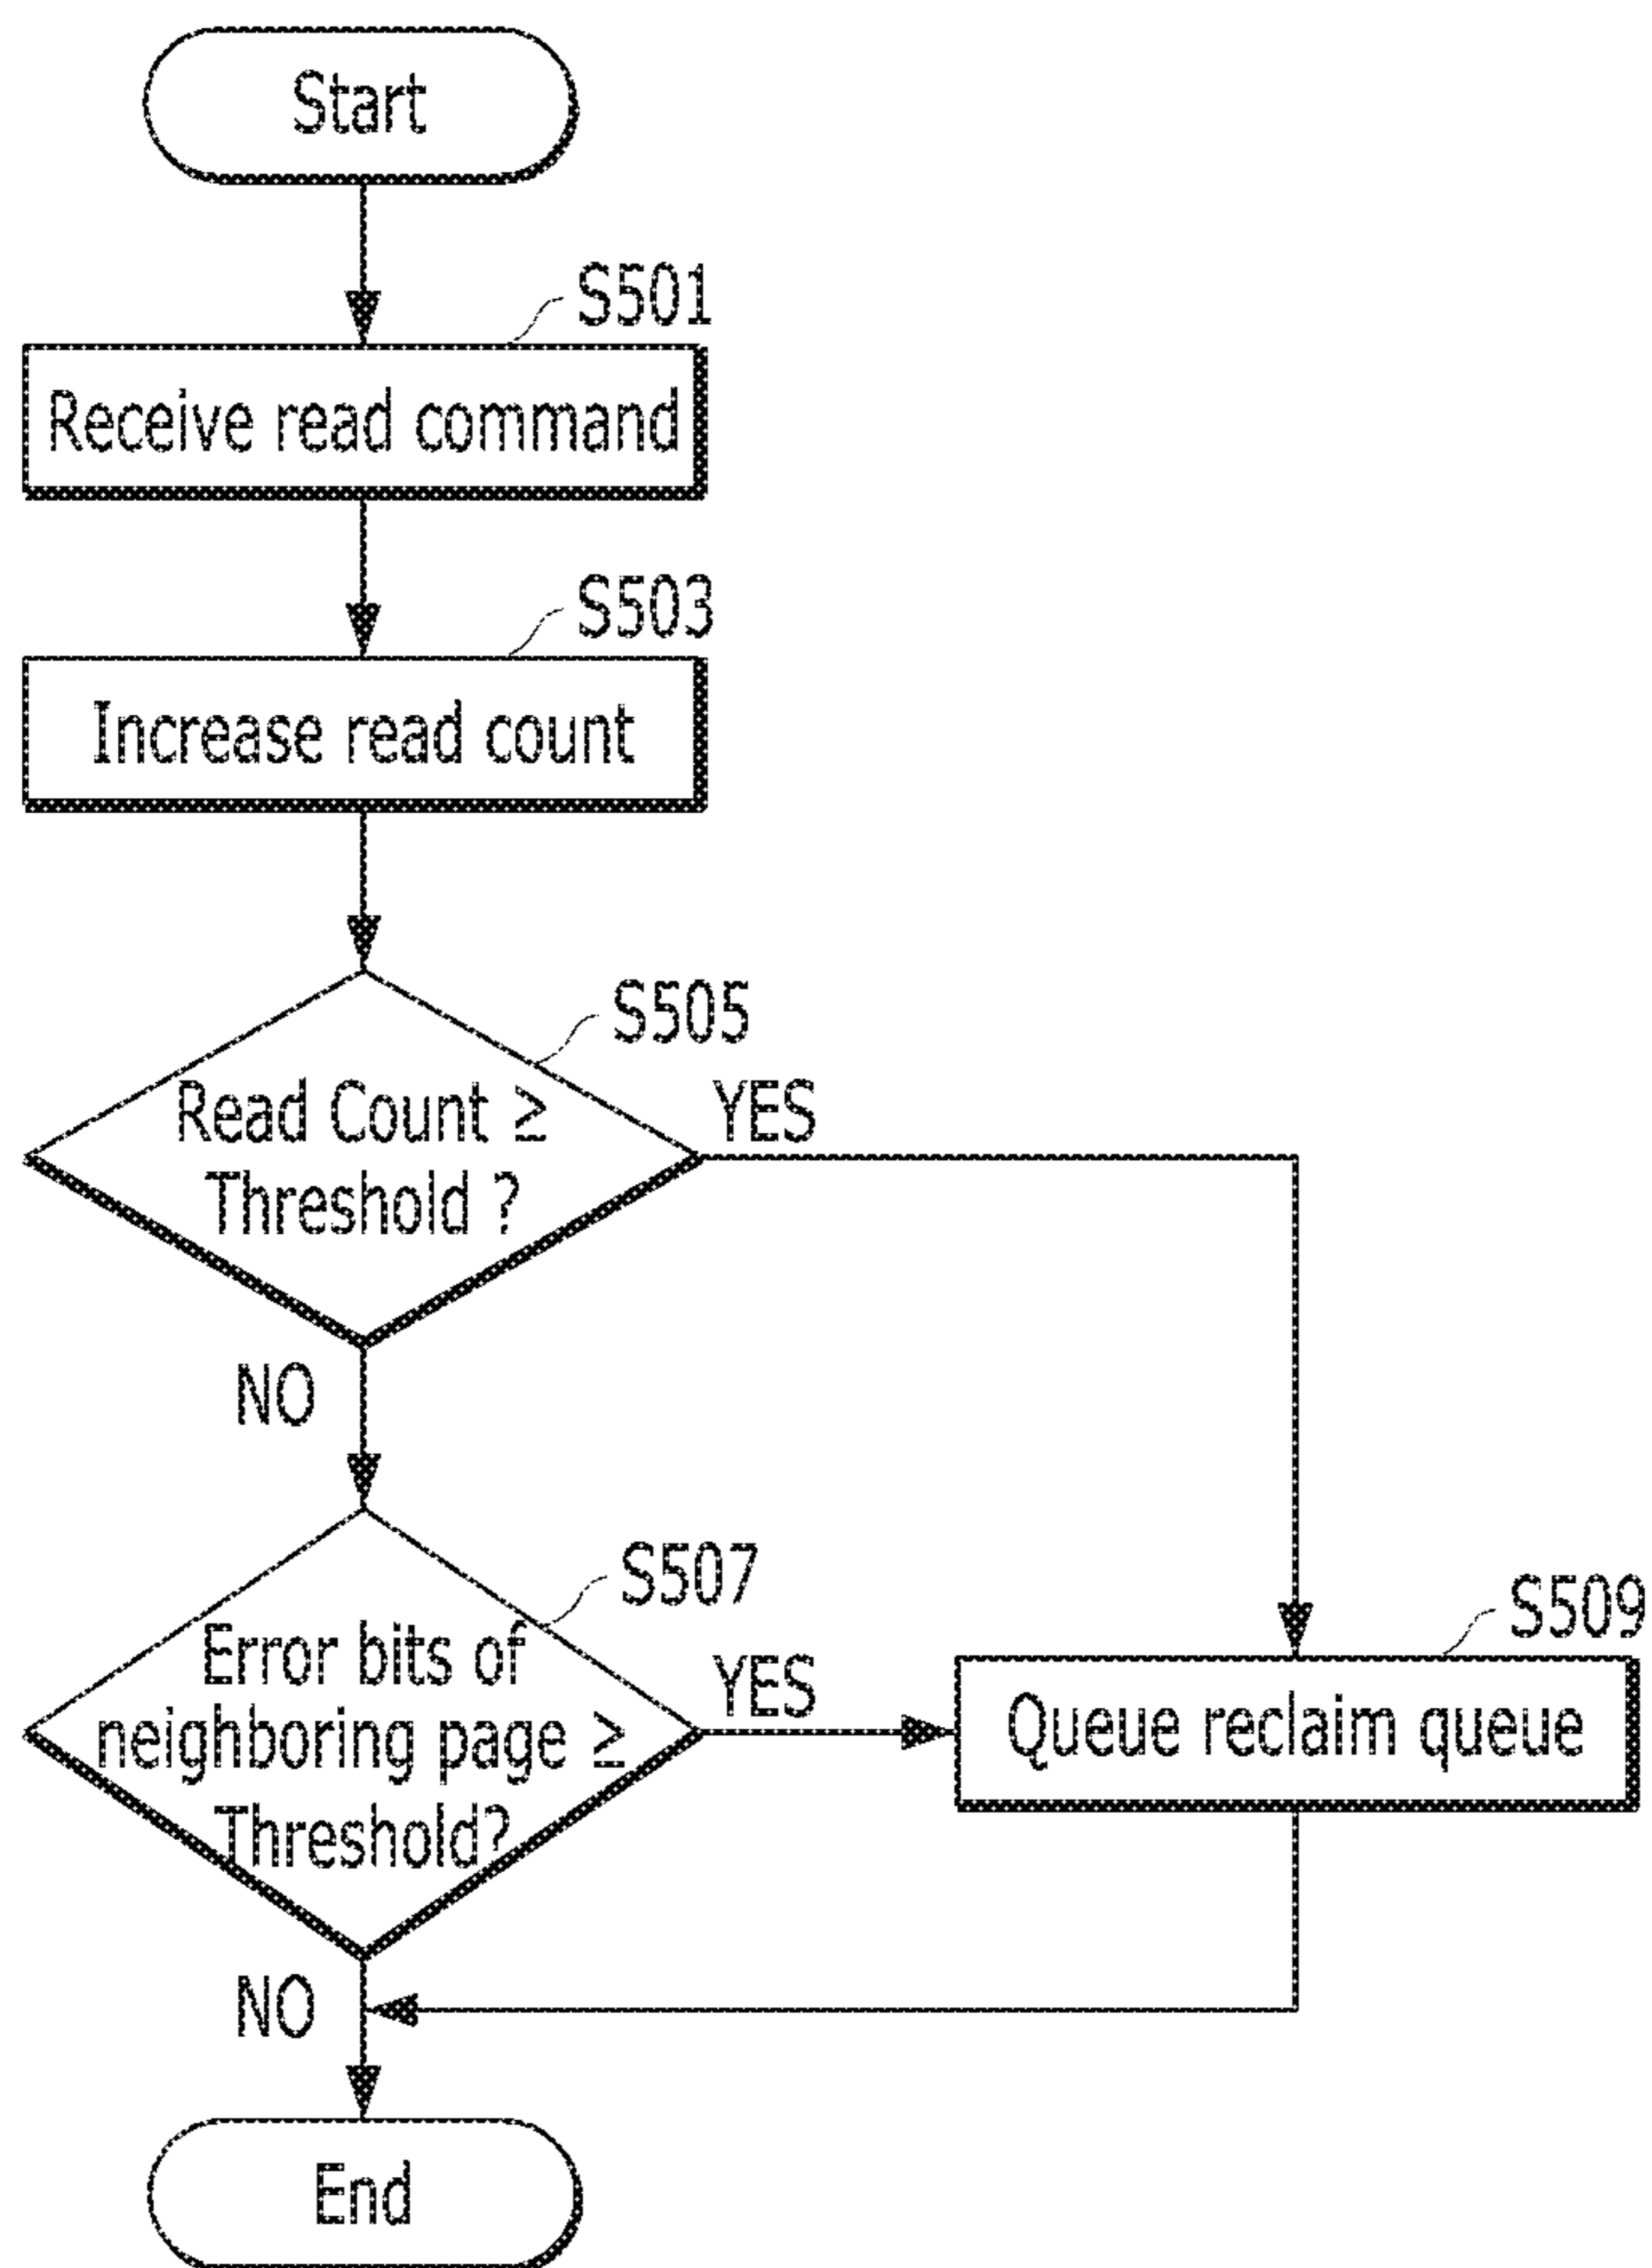 Start
S501
Receive read command
S503
Increase read count
S505
Read Count ≥
Threshold ?
YES
NO
S507
Error bits of
neighboring page ≥
Threshold?
YES
S509
Queue reclaim queue
NO
End